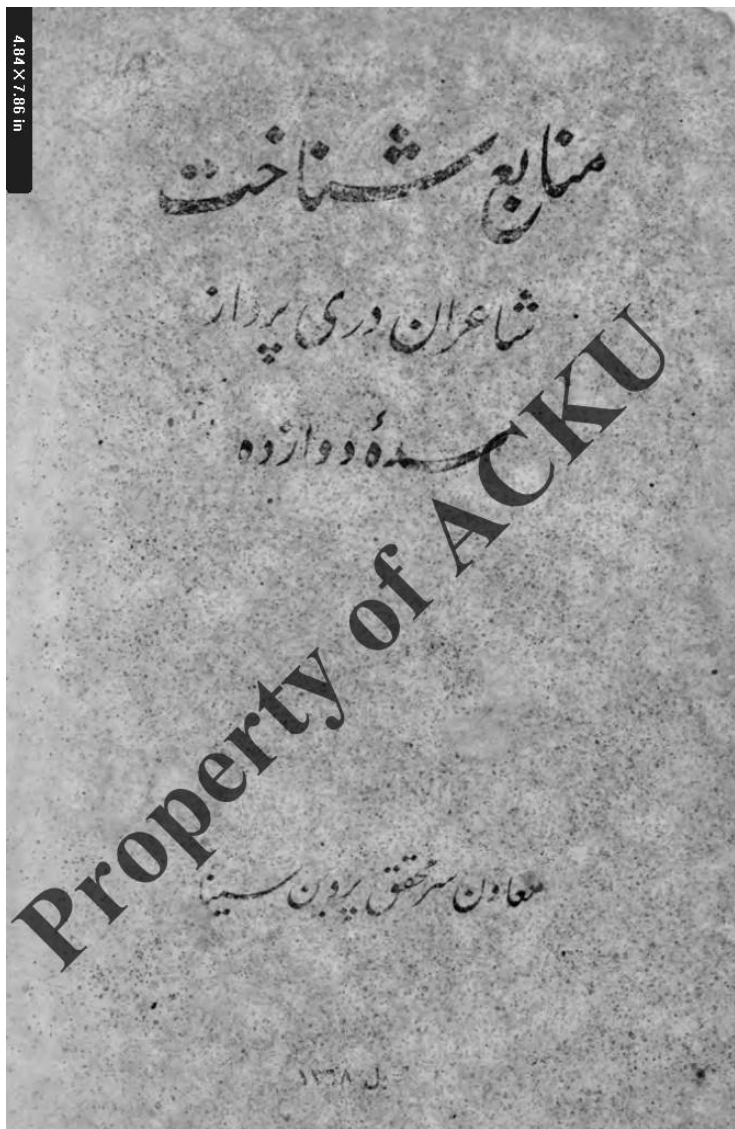 4.84 X 7.86 in
منابع شناخت
شاعران دری پرداز
سدهٔ دوازده
Property of ACKU
معاون سرمحقق پروین سینا
۱۳۶۸